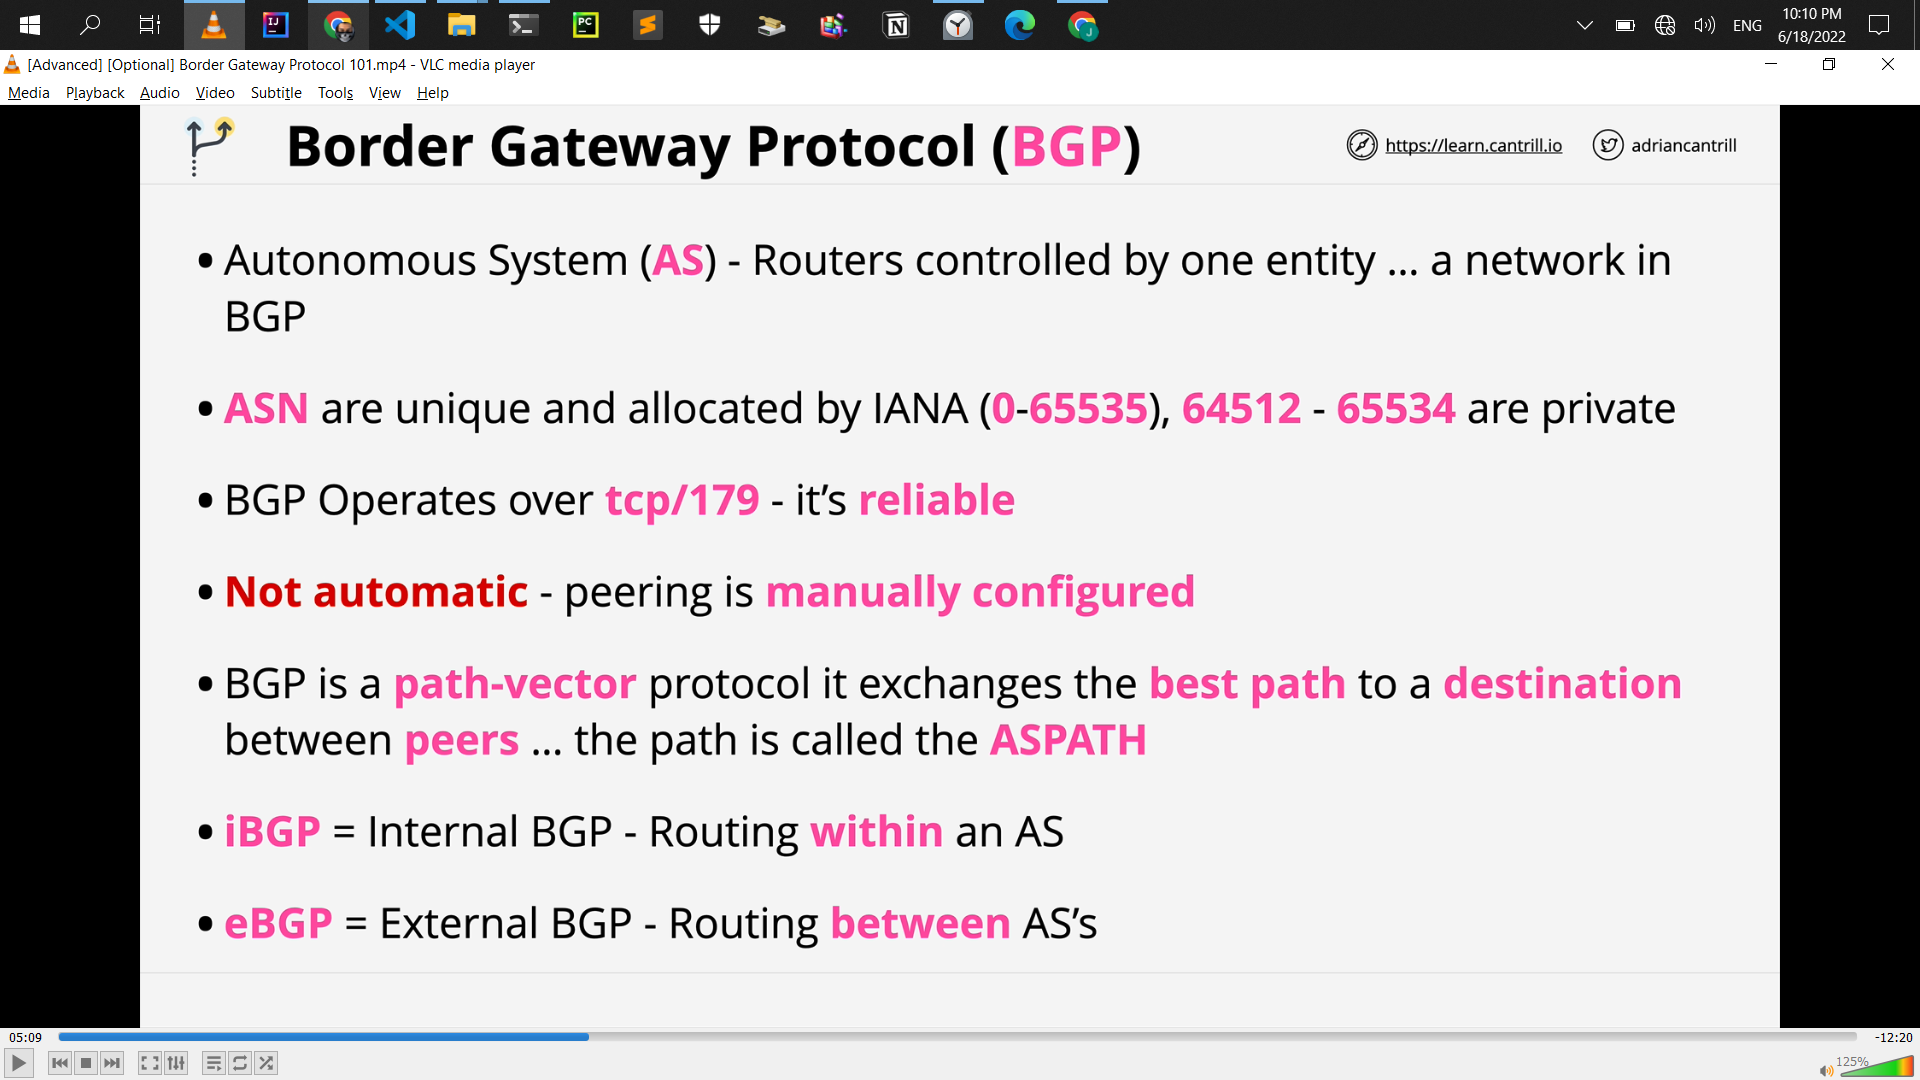 10:10 PM
ENG
6/18/2022
[Advanced] [Optional] Border Gateway Protocol 101.mp4 - VLC media player
Media Playback Audio Video Subtitle Tools View Help
Border Gateway Protocol (BGP)
https://learn.cantrill.io
adriancantrill
• Autonomous System (AS) - Routers controlled by one entity ... a network in
BGP
• ASN are unique and allocated by IANA (0-65535), 64512 - 65534 are private
• BGP Operates over tcp/179 - it’s reliable
• Not automatic - peering is manually configured
• BGP is a path-vector protocol it exchanges the best path to a destination
between peers ... the path is called the ASPATH
• iBGP = Internal BGP - Routing within an AS
• eBGP = External BGP - Routing between AS’s
05:09
-12:20
125%